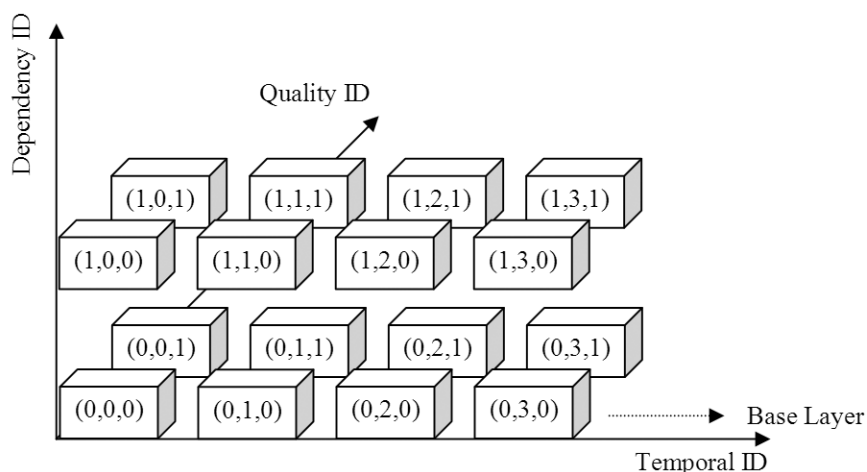 Dependency ID
Quality ID
(1,0,1) (1,1,1) (1,2,1) (1,3,1)
(1,0,0) (1,1,0) (1,2,0) (1,3,0)
(0,0,1) (0,1,1) (0,2,1) (0,3,1)
(0,0,0) (0,1,0) (0,2,0) (0,3,0)
Base Layer
Temporal ID